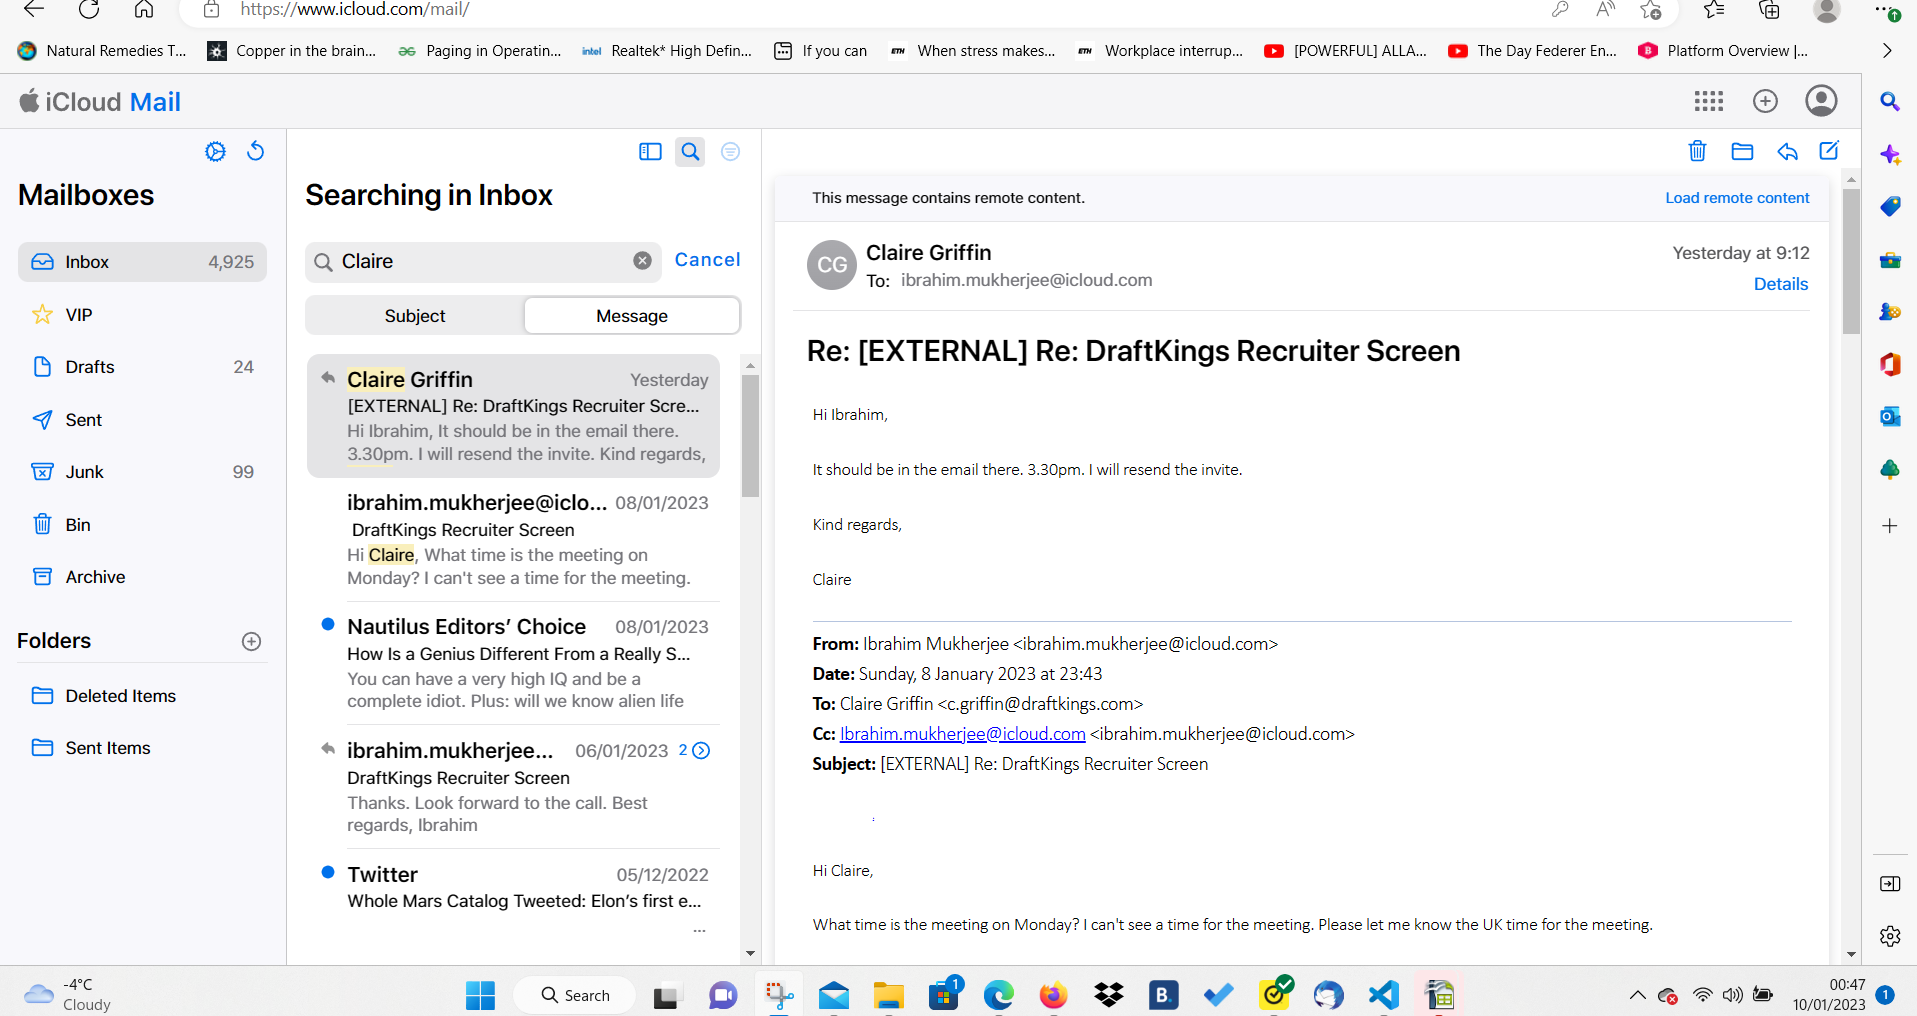 https://www.icloud.com/mail/
Natural Remedies T...
Copper in the brain...
Paging in Operatin...
intel
Realtek* High Defin...
If you can
ETH
When stress makes...
ETH
Workplace interrup...
[POWERFUL] ALLA...
The Day Federer En...
Platform Overview |...
iCloud Mail
Mailboxes
Inbox 4,925
VIP
Drafts 24
Sent
Junk 99
Bin
Archive
Folders
Deleted Items
Sent Items
Searching in Inbox
Claire
Cancel
Subject
Message
Claire Griffin Yesterday
[EXTERNAL] Re: DraftKings Recruiter Scre...
Hi Ibrahim, It should be in the email there.
3.30pm. I will resend the invite. Kind regards,
ibrahim.mukherjee@iclo... 08/01/2023
DraftKings Recruiter Screen
Hi Claire, What time is the meeting on
Monday? I can't see a time for the meeting.
Nautilus Editors’ Choice 08/01/2023
How Is a Genius Different From a Really S...
You can have a very high IQ and be a
complete idiot. Plus: will we know alien life
ibrahim.mukherjee... 06/01/2023 2
DraftKings Recruiter Screen
Thanks. Look forward to the call. Best
regards, Ibrahim
Twitter 05/12/2022
Whole Mars Catalog Tweeted: Elon’s first e...
...
This message contains remote content.
Load remote content
CG
Claire Griffin
Yesterday at 9:12
To: ibrahim.mukherjee@icloud.com
Details
Re: [EXTERNAL] Re: DraftKings Recruiter Screen
Hi Ibrahim,
It should be in the email there. 3.30pm. I will resend the invite.
Kind regards,
Claire
From: Ibrahim Mukherjee <ibrahim.mukherjee@icloud.com>
Date: Sunday, 8 January 2023 at 23:43
To: Claire Griffin <c.griffin@draftkings.com>
Cc: Ibrahim.mukherjee@icloud.com <ibrahim.mukherjee@icloud.com>
Subject: [EXTERNAL] Re: DraftKings Recruiter Screen
Hi Claire,
What time is the meeting on Monday? I can't see a time for the meeting. Please let me know the UK time for the meeting.
-4°C
Cloudy
Search
1
B.
00:47
10/01/2023
1